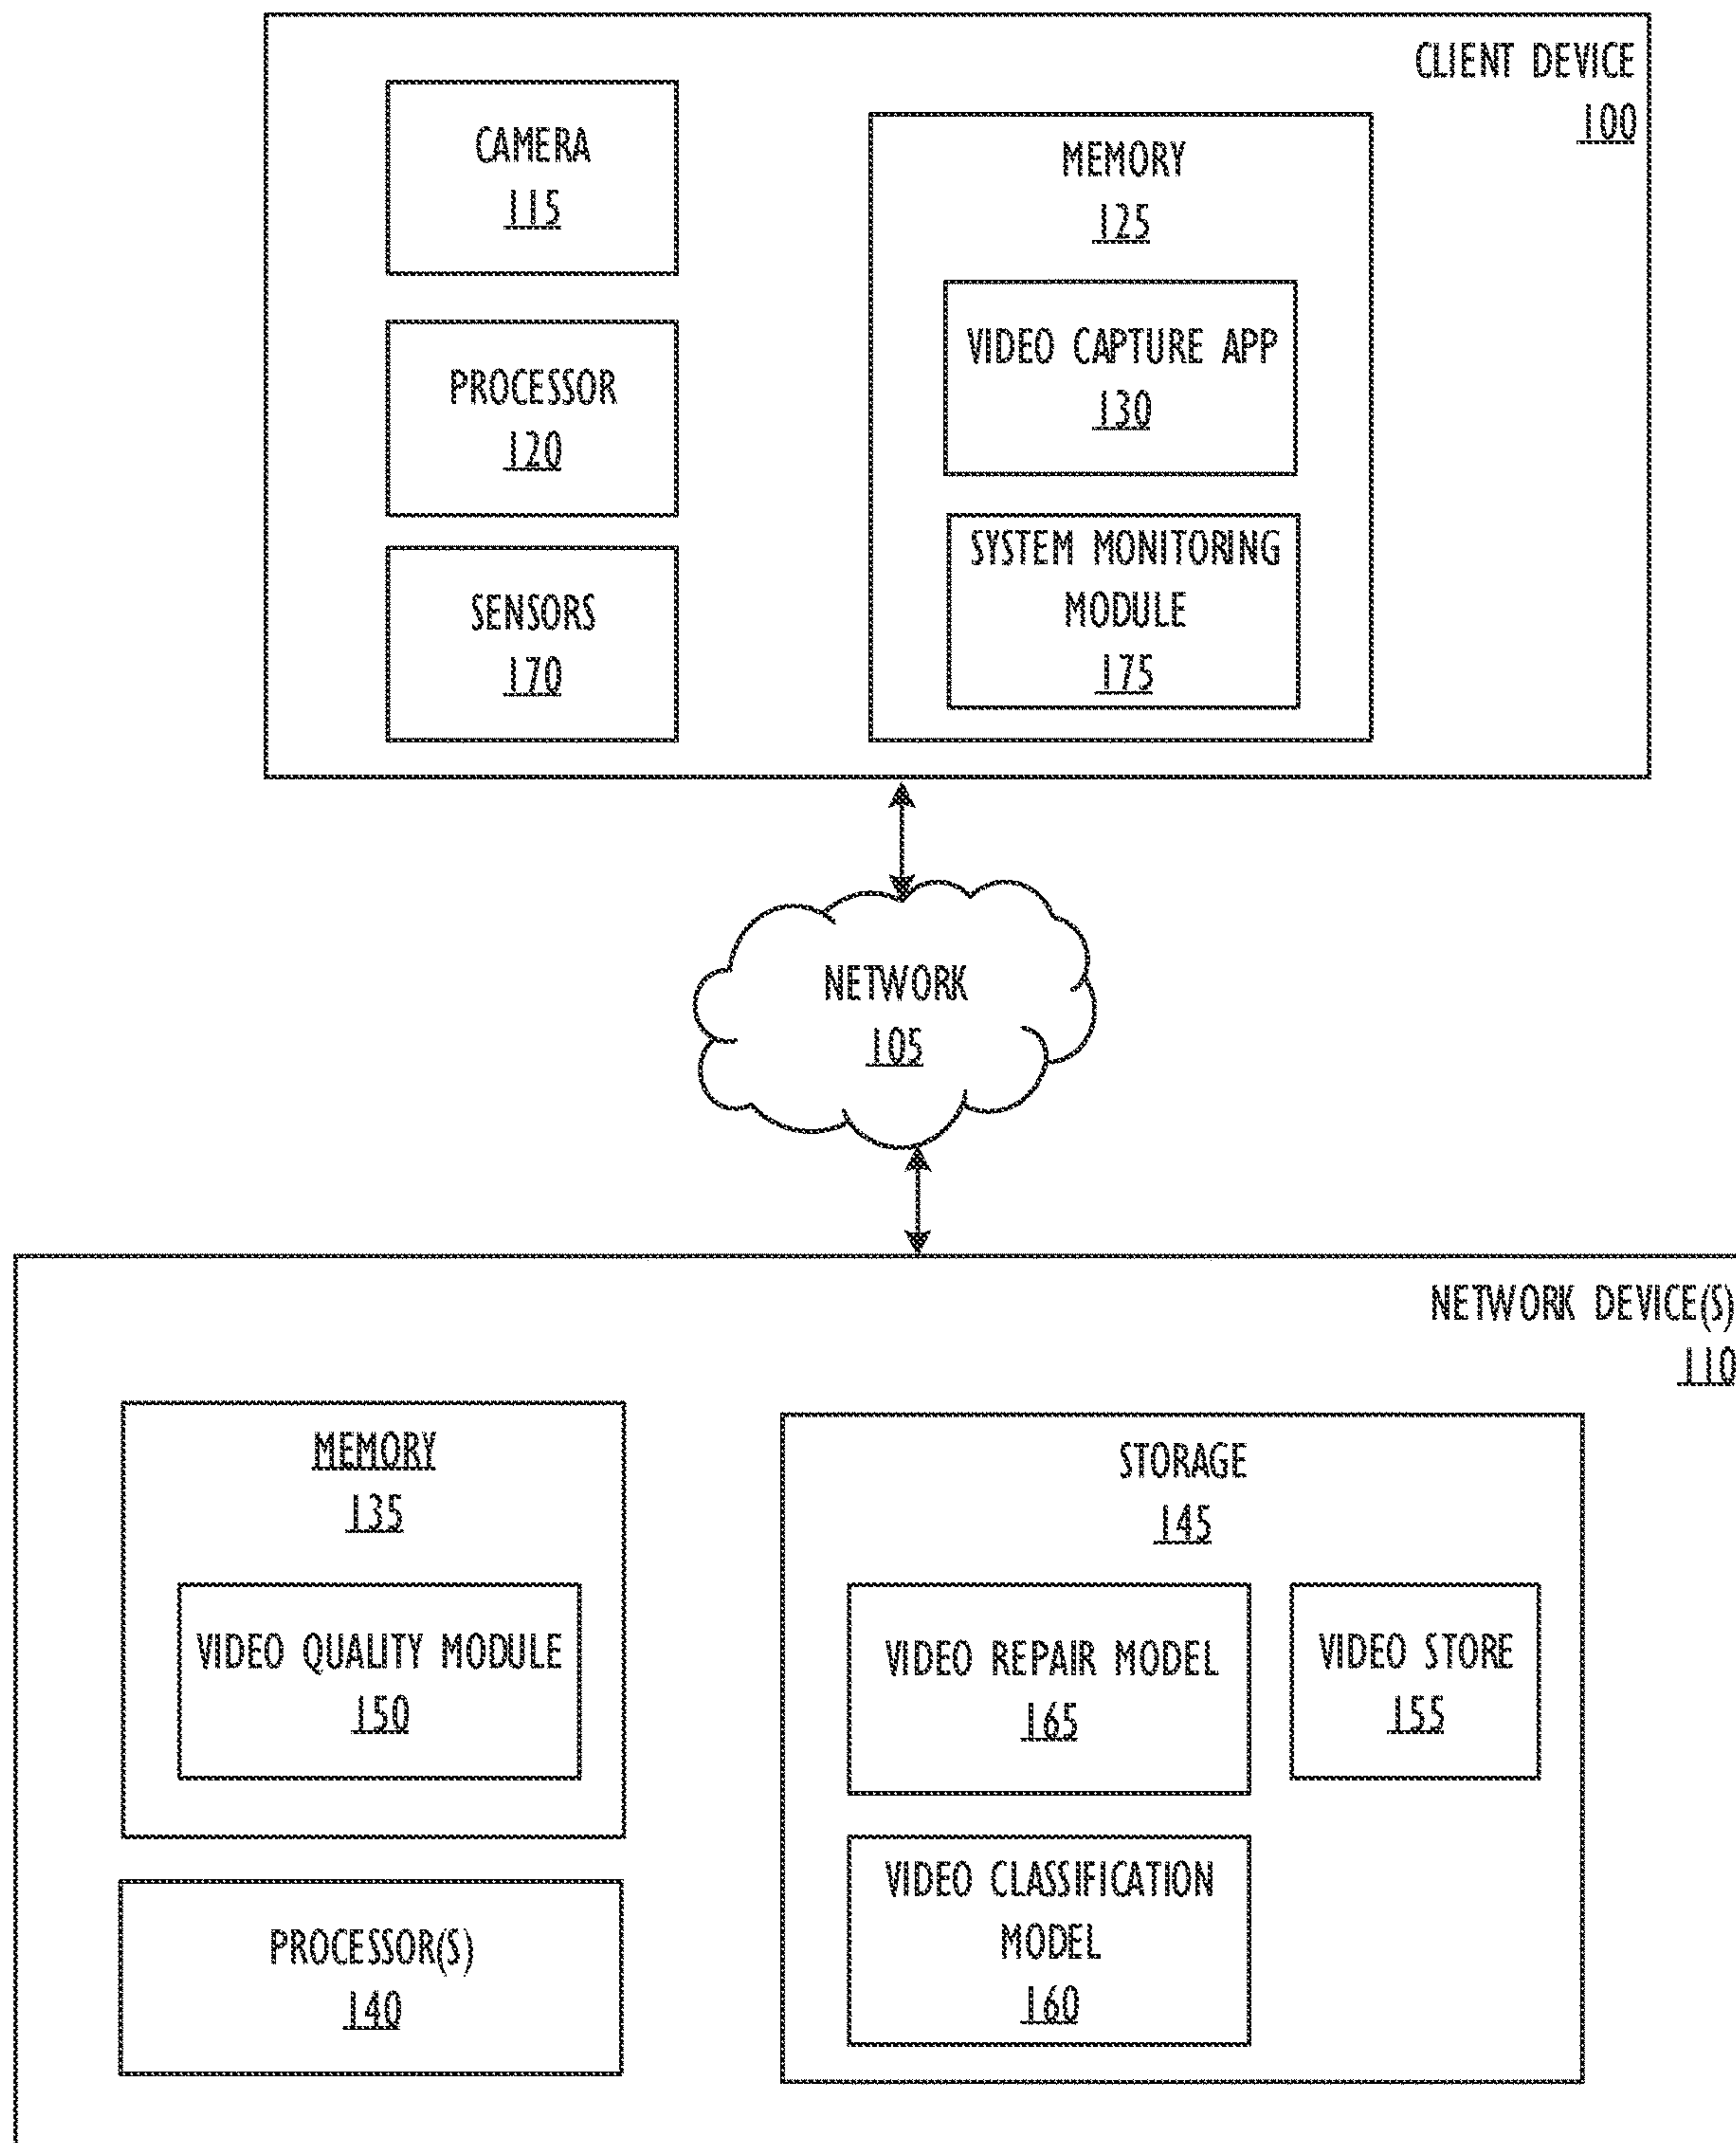 CLIENT DEVICE
100
CAMERA
115
PROCESSOR
120
SENSORS
170
MEMORY
125
VIDEO CAPTURE APP
130
SYSTEM MONITORING
MODULE
175
NETWORK
105
NETWORK DEVICE(S)
110
MEMORY
135
VIDEO QUALITY MODULE
150
PROCESSOR(S)
140
STORAGE
145
VIDEO REPAIR MODEL
165
VIDEO STORE
155
VIDEO CLASSIFICATION
MODEL
160